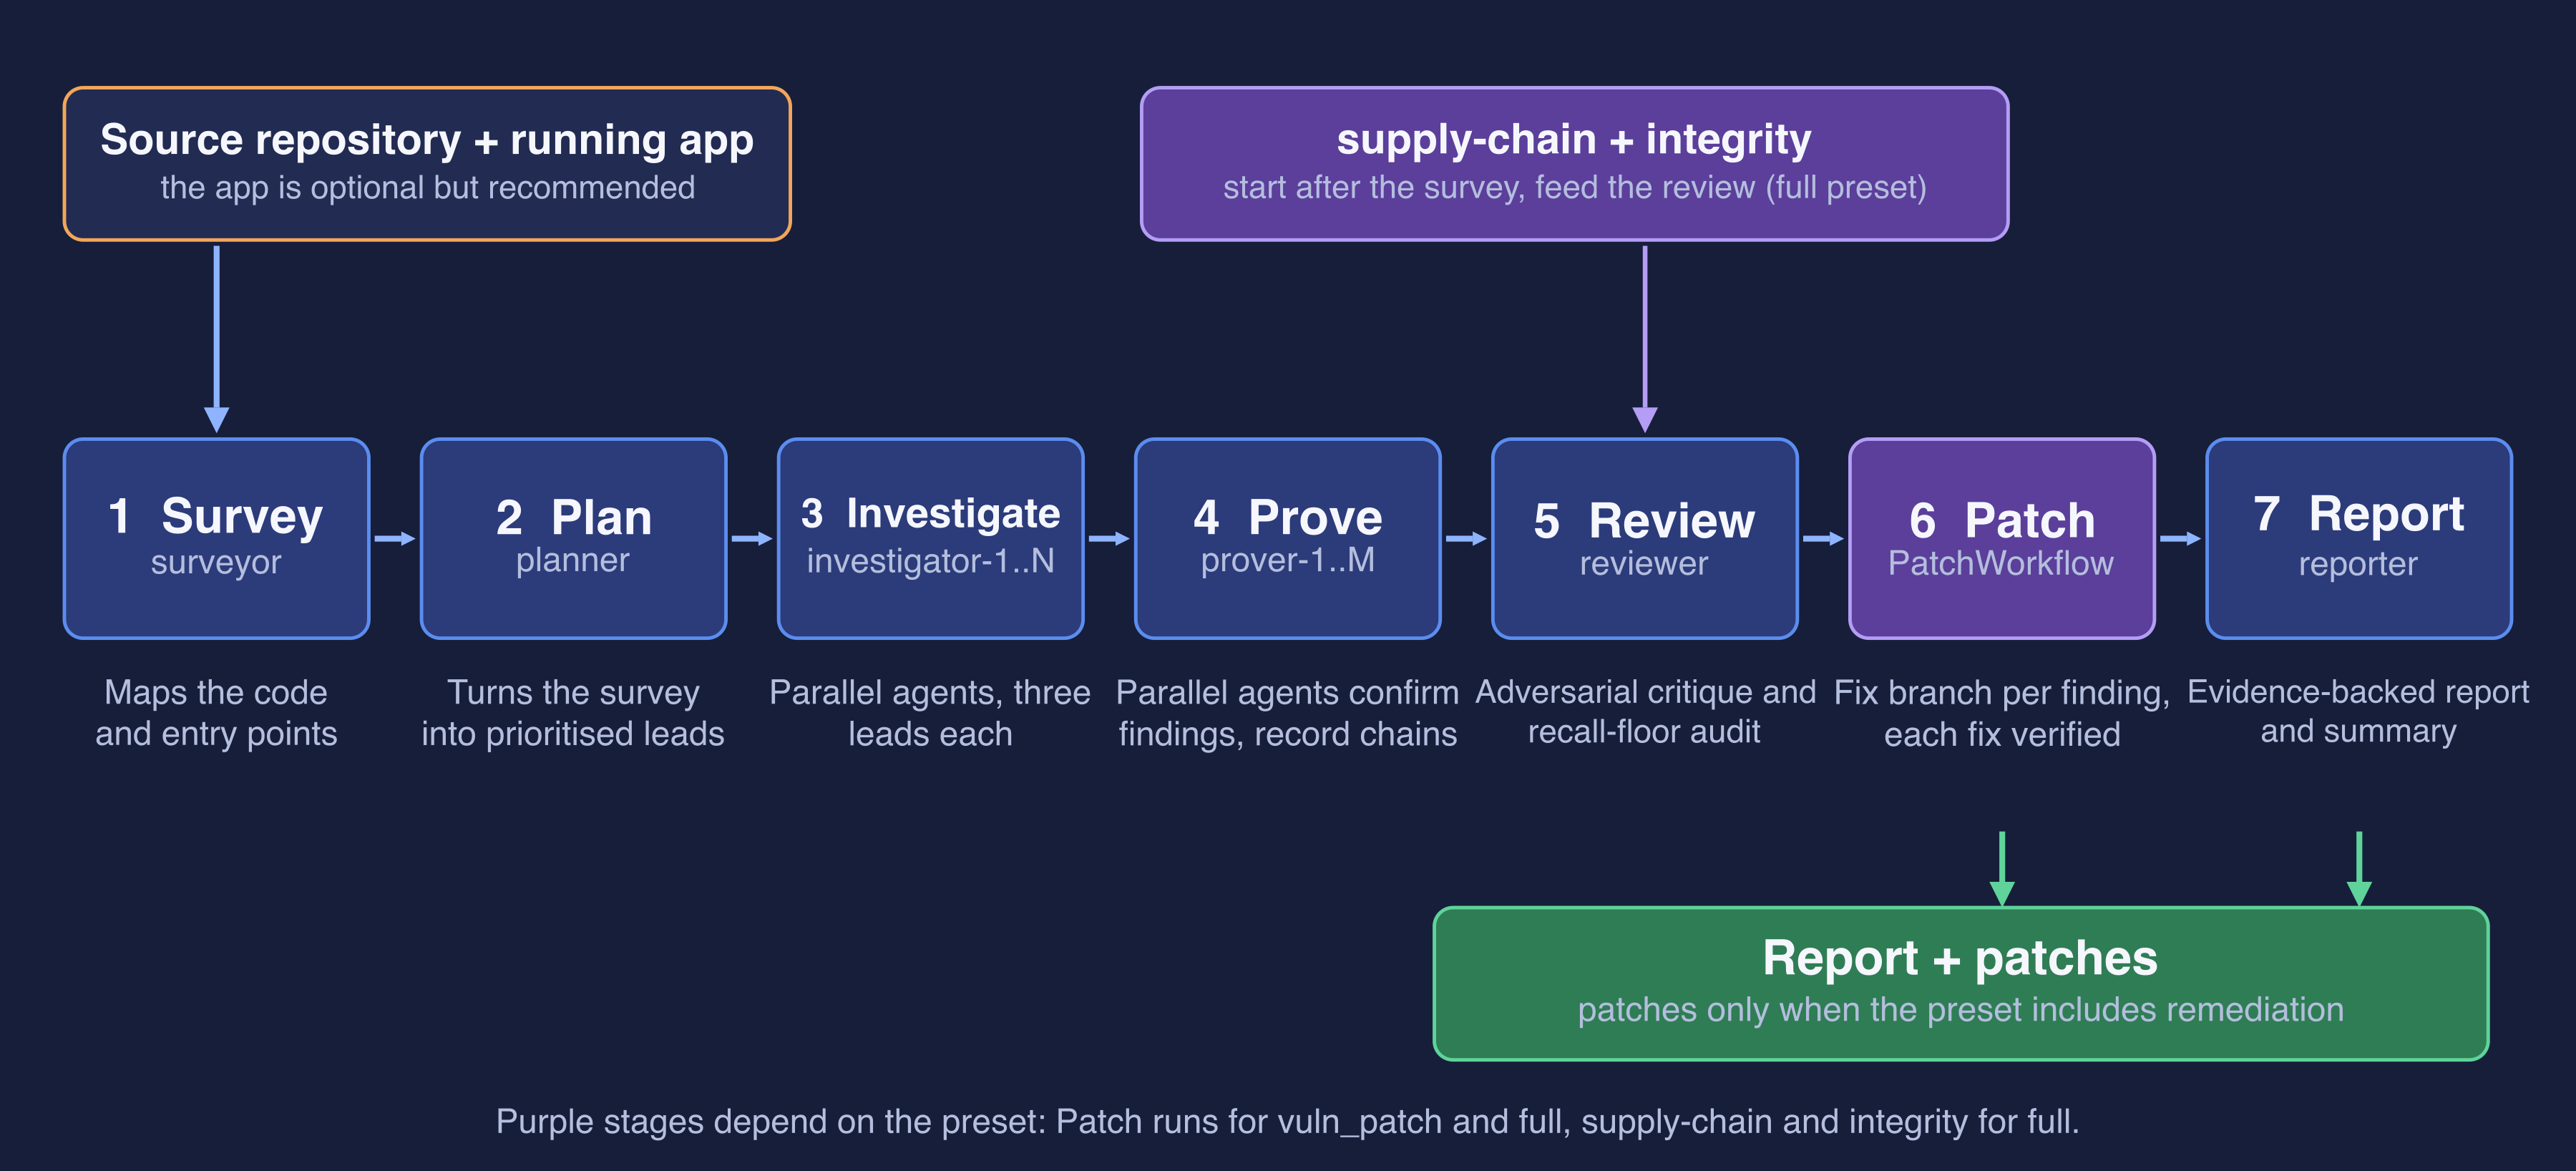 Source repository + running app
the app is optional but recommended
supply-chain + integrity
start after the survey, feed the review (full preset)
1 Survey
surveyor
2 Plan
planner
3 Investigate
investigator-1..N
4 Prove
prover-1..M
5 Review
reviewer
6 Patch
PatchWorkflow
7 Report
reporter
Maps the code
and entry points
Turns the survey
into prioritised leads
Parallel agents, three
leads each
Parallel agents confirm
findings, record chains
Adversarial critique and
recall-floor audit
Fix branch per finding,
each fix verified
Evidence-backed report
and summary
Report + patches
patches only when the preset includes remediation
Purple stages depend on the preset: Patch runs for vuln_patch and full, supply-chain and integrity for full.